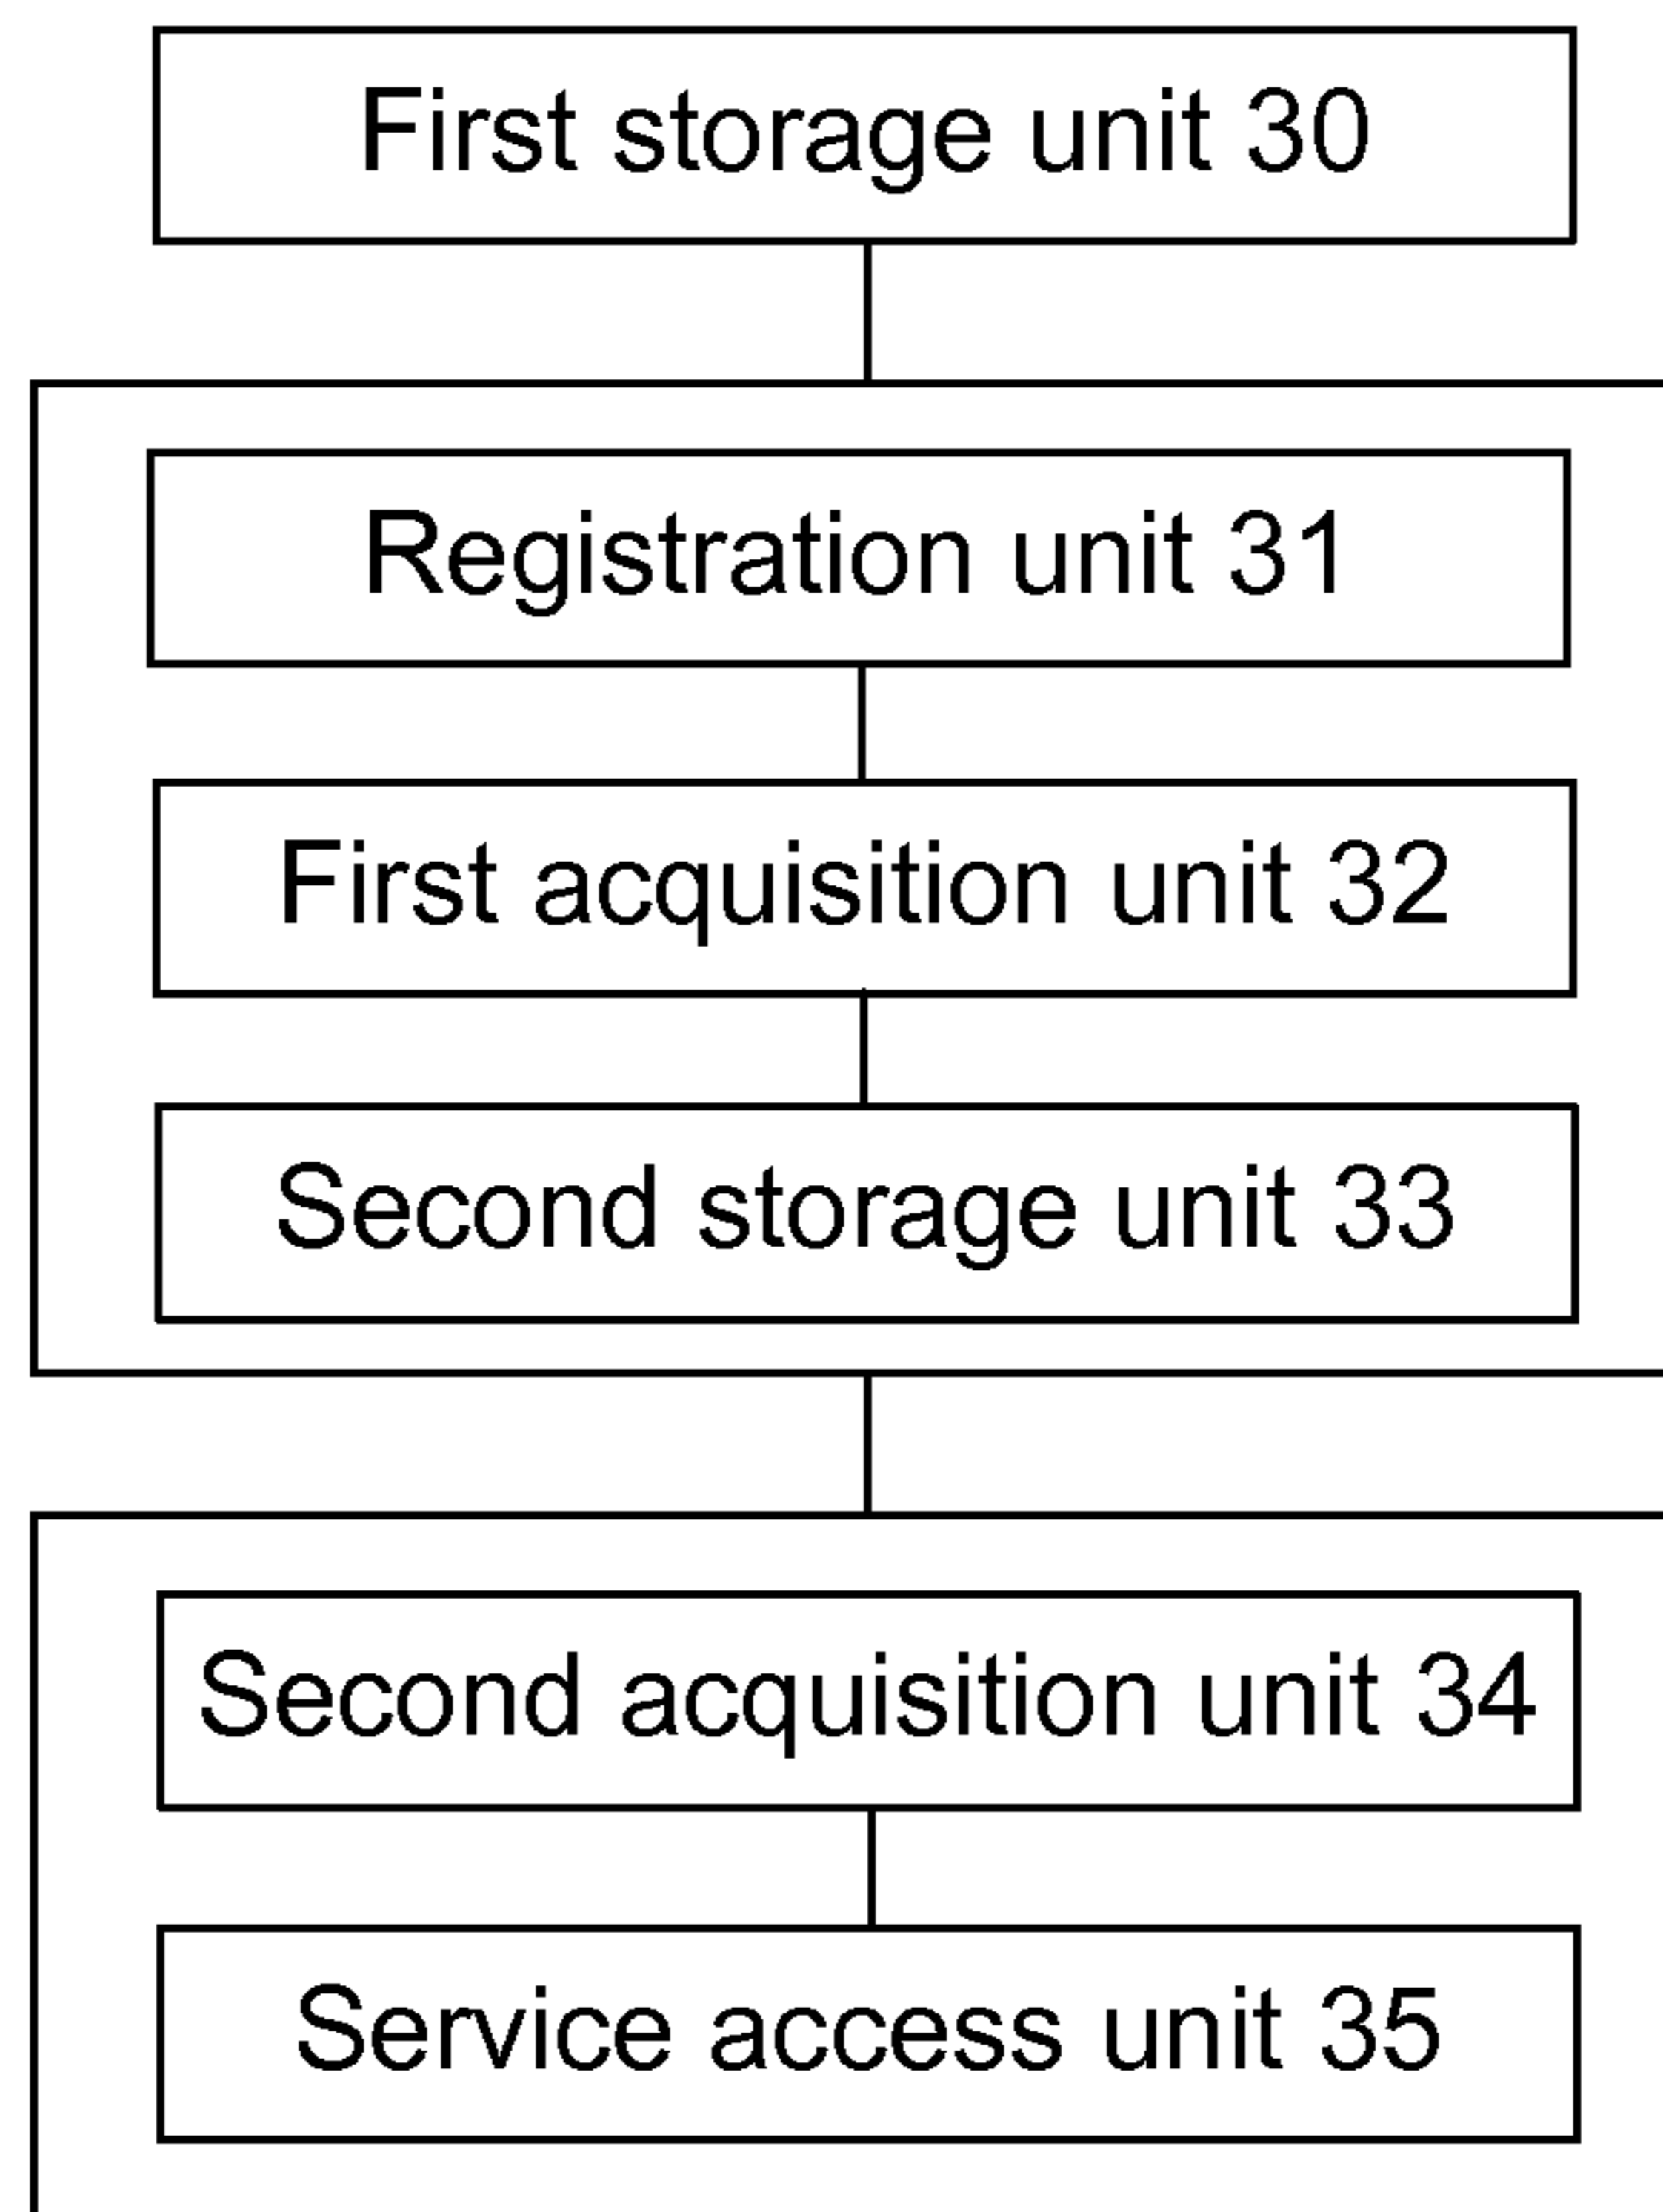 First storage unit 30
Registration unit 31
First acquisition unit 32
Second storage unit 33
Second acquisition unit 34
Service access unit 35